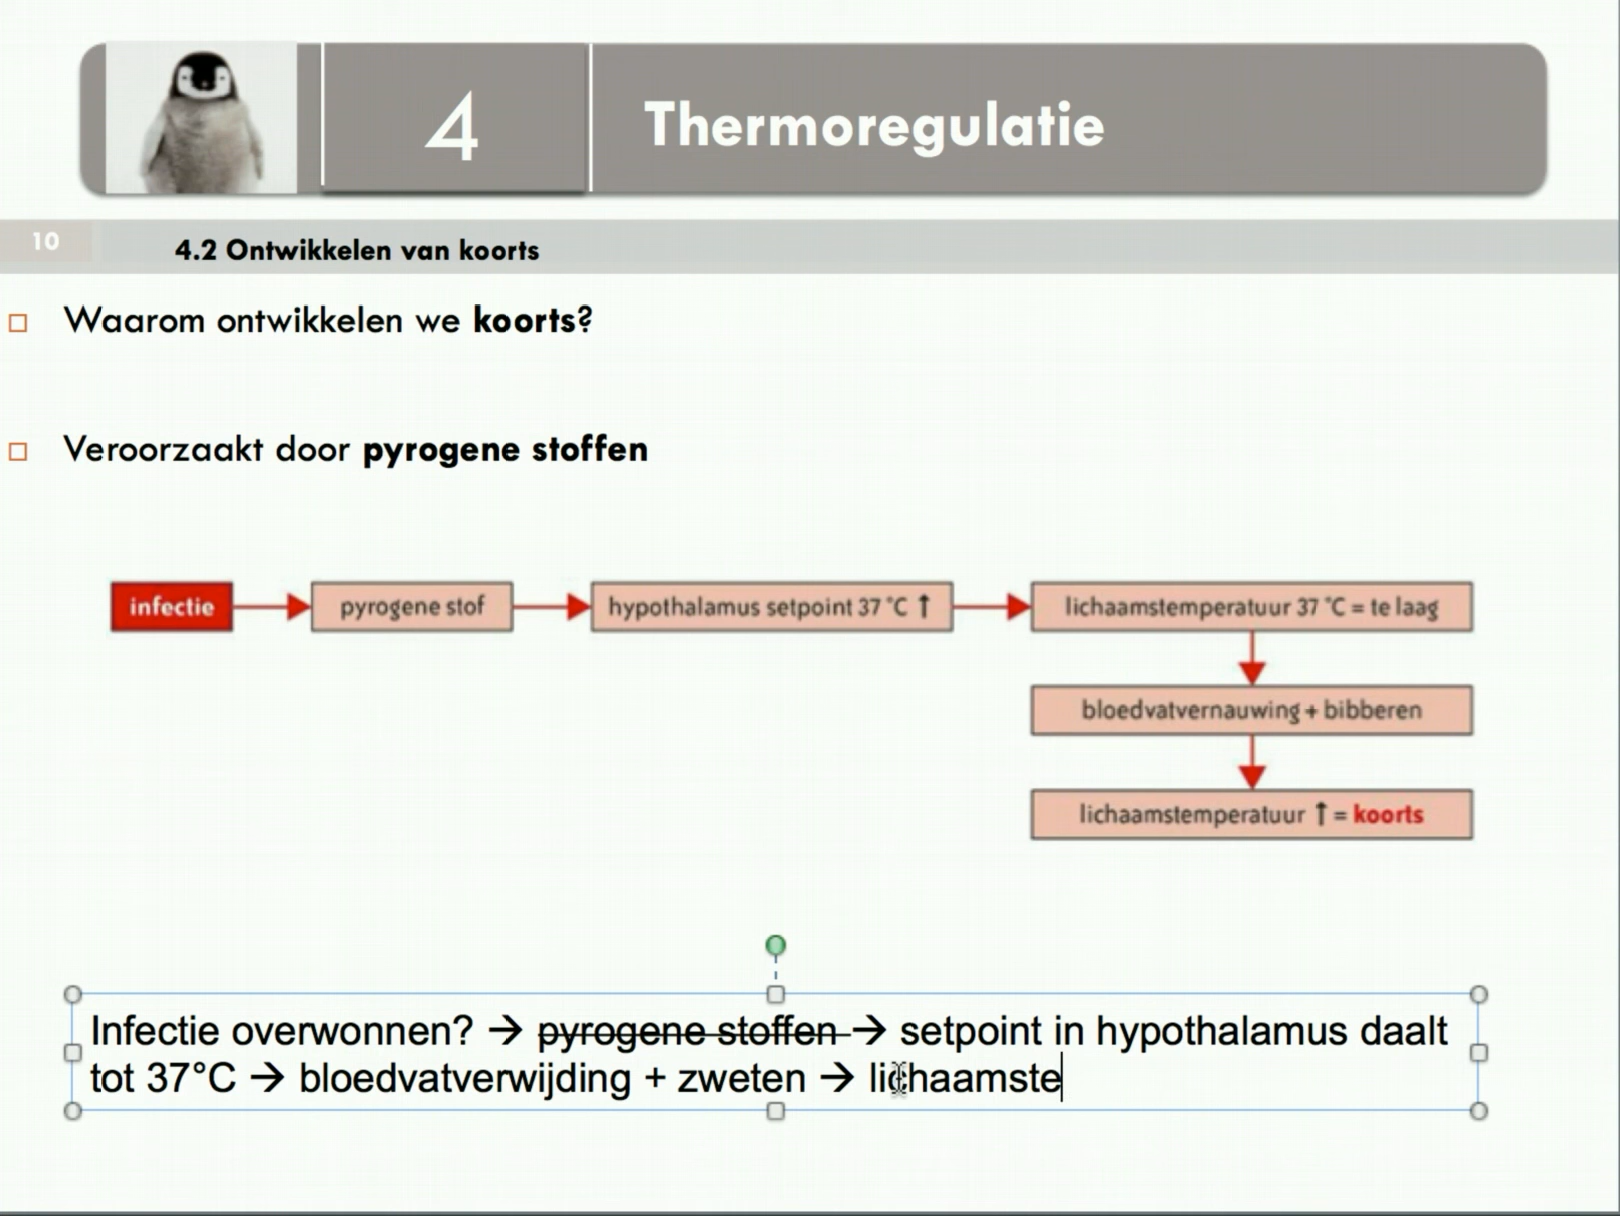 4
Thermoregulatie
10
4.2 Ontwikkelen van koorts
Waarom ontwikkelen we koorts?
Veroorzaakt door pyrogene stoffen
infectie
pyrogene stof
hypothalamus setpoint 37 °C ↑
lichaamstemperatuur 37 °C = te laag
bloedvatvernauwing + bibberen
lichaamstemperatuur ↑ = koorts
Infectie overwonnen? → pyrogene stoffen → setpoint in hypothalamus daalt
tot 37°C → bloedvatverwijding + zweten → lichaamste